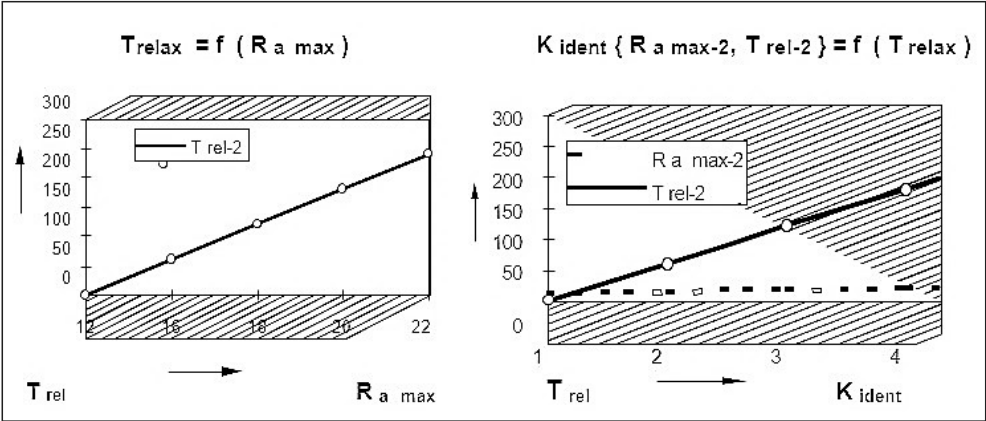 T relax = f ( R a max )
300
250
200
150
100
50
0
T rel-2
12
16
18
20
22
T rel
R a max
K ident { R a max-2, T rel-2 } = f ( T relax )
300
250
200
150
100
50
0
R a max-2
T rel-2
1
2
3
4
T rel
K ident